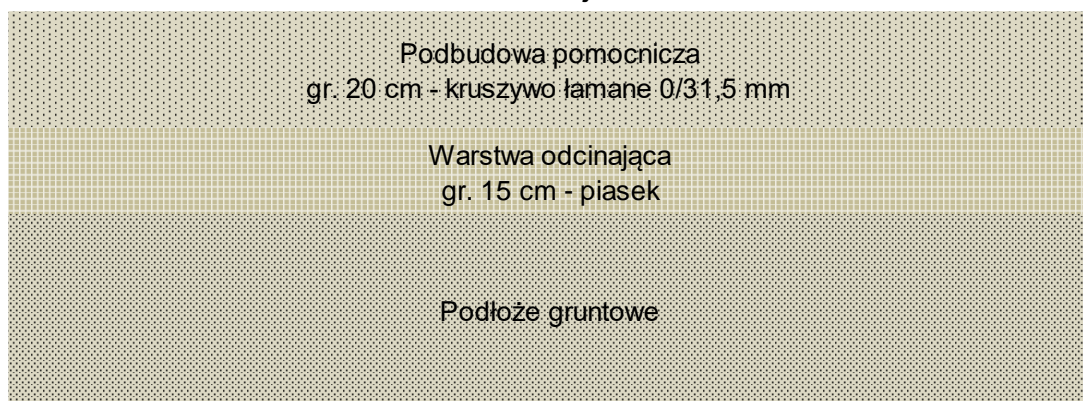 Podbudowa pomocnicza
gr. 20 cm - kruszywo łamane 0/31,5 mm
Warstwa odcinająca
gr. 15 cm - piasek
Podłoże gruntowe